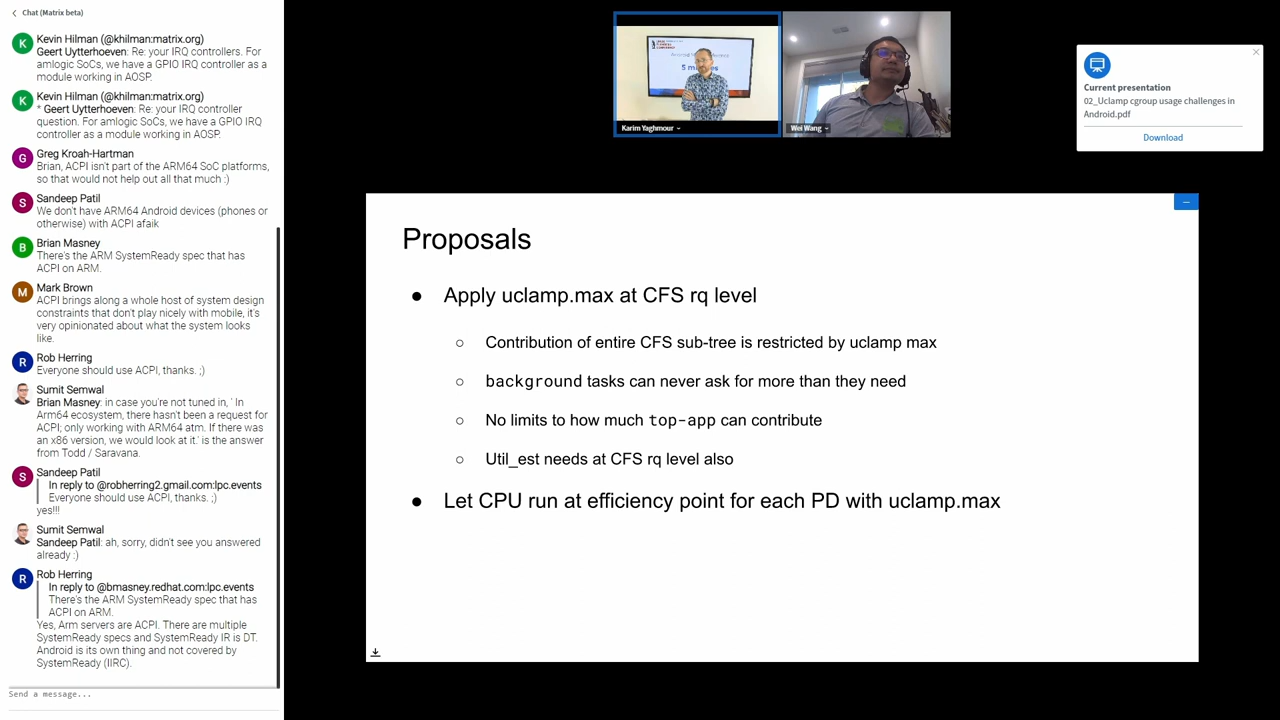 Chat (Matrix beta)
K
Kevin Hilman (@khilman:matrix.org)
Geert Uytterhoeven: Re: your IRQ controllers. For
amlogic SoCs, we have a GPIO IRQ controller as a
module working in AOSP.
K
Kevin Hilman (@khilman:matrix.org)
* Geert Uytterhoeven: Re: your IRQ controller
question. For amlogic SoCs, we have a GPIO IRQ
controller as a module working in AOSP.
G
Greg Kroah-Hartman
Brian, ACPI isn't part of the ARM64 SoC platforms,
so that would not help out all that much :)
S
Sandeep Patil
We don't have ARM64 Android devices (phones or
otherwise) with ACPI afaik
B
Brian Masney
There's the ARM SystemReady spec that has
ACPI on ARM.
M
Mark Brown
ACPI brings along a whole host of system design
constraints that don't play nicely with mobile, it's
very opinionated about what the system looks
like.
R
Rob Herring
Everyone should use ACPI, thanks. ;)
Sumit Semwal
Brian Masney: in case you're not tuned in, ' In
Arm64 ecosystem, there hasn't been a request for
ACPI; only working with ARM64 atm. If there was
an x86 version, we would look at it.' is the answer
from Todd / Saravana.
S
Sandeep Patil
In reply to @robherring2.gmail.com:lpc.events
Everyone should use ACPI, thanks. ;)
yes!!!
Sumit Semwal
Sandeep Patil: ah, sorry, didn't see you answered
already :)
R
Rob Herring
In reply to @bmasney.redhat.com:lpc.events
There's the ARM SystemReady spec that has
ACPI on ARM.
Yes, Arm servers are ACPI. There are multiple
SystemReady specs and SystemReady IR is DT.
Android is its own thing and not covered by
SystemReady (IIRC).
Send a message...
Karim Yaghmour
Wei Wang
Current presentation
02_Uclamp cgroup usage challenges in
Android.pdf
Download
Proposals
● Apply uclamp.max at CFS rq level
○ Contribution of entire CFS sub-tree is restricted by uclamp max
○ background tasks can never ask for more than they need
○ No limits to how much top-app can contribute
○ Util_est needs at CFS rq level also
● Let CPU run at efficiency point for each PD with uclamp.max